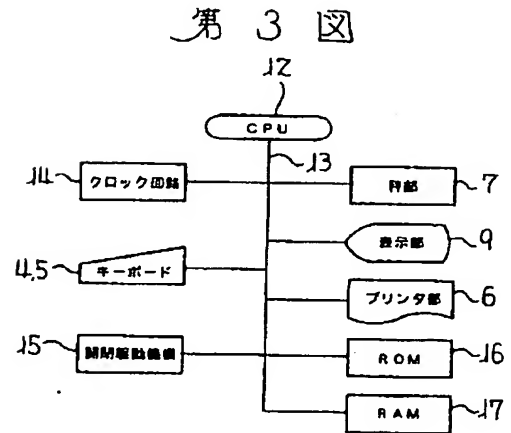 第3図
12
CPU
13
14
クロック回路
秤部
7
表示部
9
4,5
キーボード
プリンタ部
6
15
開閉駆動機構
ROM
16
RAM
17